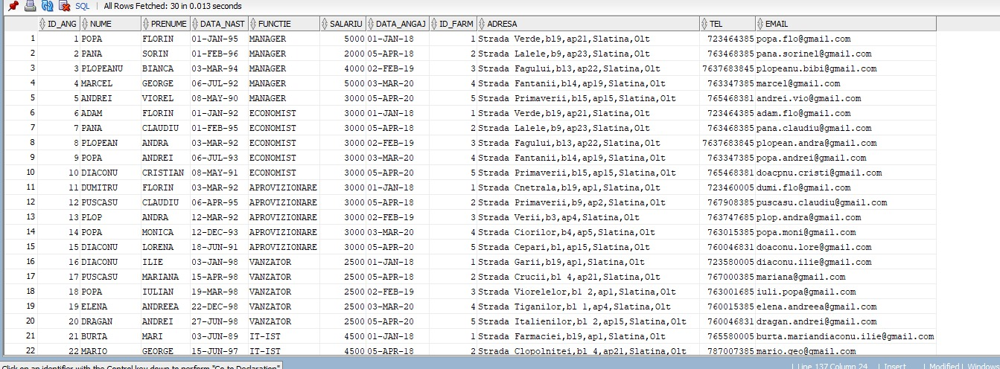 SQL | All Rows Fetched: 30 in 0.013 seconds
ID_ANG NUME PRENUME DATA_NAST FUNCTIE SALARIU DATA_ANGAJ ID_FARM ADRESA TEL EMAIL
1 1 POPA FLORIN 01-JAN-95 MANAGER 5000 01-JAN-18 1 Strada Verde,bl9,ap21,Slatina,Olt 723464385 popa.flo@gmail.com
2 2 PANA SORIN 01-FEB-96 MANAGER 2000 05-APR-18 2 Strada Lalele,b9,ap23,Slatina,Olt 763468385 pana.sorinel@gmail.com
3 3 PLOPEANU BIANCA 03-MAR-94 MANAGER 4000 02-FEB-19 3 Strada Fagului,bl3,ap22,Slatina,Olt 7637683845 plopeanu.bibi@gmail.com
4 4 MARCEL GEORGE 06-JUL-92 MANAGER 5000 03-MAR-20 4 Strada Fantanii,bl4,ap19,Slatina,Olt 763347385 marcel@gmail.com
5 5 ANDREI VIOREL 08-MAY-90 MANAGER 3000 05-APR-20 5 Strada Primaverii,bl5,ap15,Slatina,Olt 765468381 andrei.vio@gmail.com
6 6 ADAM FLORIN 01-JAN-92 ECONOMIST 3000 01-JAN-18 1 Strada Verde,bl9,ap21,Slatina,Olt 723464385 adam.flo@gmail.com
7 7 PANA CLAUDIU 01-FEB-95 ECONOMIST 3000 05-APR-18 2 Strada Lalele,b9,ap23,Slatina,Olt 763468385 pana.claudiu@gmail.com
8 8 PLOPEAN ANDRA 03-MAR-92 ECONOMIST 3000 02-FEB-19 3 Strada Fagului,bl3,ap22,Slatina,Olt 7637683845 plopean.andra@gmail.com
9 9 POPA ANDREI 06-JUL-93 ECONOMIST 3000 03-MAR-20 4 Strada Fantanii,bl4,ap19,Slatina,Olt 763347385 popa.andrei@gmail.com
10 10 DIACONU CRISTIAN 08-MAY-91 ECONOMIST 3000 05-APR-20 5 Strada Primaverii,bl5,ap15,Slatina,Olt 765468381 doacpnu.cristi@gmail.com
11 11 DUMITRU FLORIN 03-MAR-92 APROVIZIONARE 3000 01-JAN-18 1 Strada Cnetrala,bl9,ap1,Slatina,Olt 723460005 dumi.flo@gmail.com
12 12 PUSCASU CLAUDIU 06-APR-95 APROVIZIONARE 3000 05-APR-18 2 Strada Primaverii,b9,ap2,Slatina,Olt 767908385 puscasu.claudiu@gmail.com
13 13 PLOP ANDRA 12-MAR-92 APROVIZIONARE 3000 02-FEB-19 3 Strada Verii,b3,ap4,Slatina,Olt 763747685 plop.andra@gmail.com
14 14 POPA MONICA 12-DEC-93 APROVIZIONARE 3000 03-MAR-20 4 Strada Ciorilor,b4,ap5,Slatina,Olt 763015385 popa.moni@gmail.com
15 15 DIACONU LORENA 18-JUN-91 APROVIZIONARE 3000 05-APR-20 5 Strada Cepari,bl,ap15,Slatina,Olt 760046831 doaconu.lore@gmail.com
16 16 DIACONU ILIE 03-JAN-98 VANZATOR 2500 01-JAN-18 1 Strada Garii,bl9,ap1,Slatina,Olt 723580005 diaconu.ilie@gmail.com
17 17 PUSCASU MARIANA 15-APR-98 VANZATOR 2500 05-APR-18 2 Strada Crucii,bl 4,ap21,Slatina,Olt 767000385 mariana@gmail.com
18 18 POPA IULIAN 19-MAR-98 VANZATOR 2500 02-FEB-19 3 Strada Viorelelor,bl 2,ap1,Slatina,Olt 763001685 iuli.popa@gmail.com
19 19 ELENA ANDREEA 22-DEC-98 VANZATOR 2500 03-MAR-20 4 Strada Tiganilor,bl 1,ap4,Slatina,Olt 760015385 elena.andreea@gmail.com
20 20 DRAGAN ANDREI 27-JUN-98 VANZATOR 2500 05-APR-20 5 Strada Italienilor,bl 2,ap15,Slatina,Olt 760046831 dragan.andrei@gmail.com
21 21 BURTA MARI 03-JUN-89 IT-IST 4500 01-JAN-18 1 Strada Farmaciei,bl9,ap1,Slatina,Olt 765580005 burta.mariandiaconu.ilie@gmail.com
22 22 MARIO GEORGE 15-JUN-97 IT-IST 4500 05-APR-18 2 Strada Clopolnitei,bl 4,ap21,Slatina,Olt 787007385 mario.geo@gmail.com
Click on an identifier with the Control key down to perform "Go to Declaration"
| Line 137 Column 24 | Insert | Modified | Windows